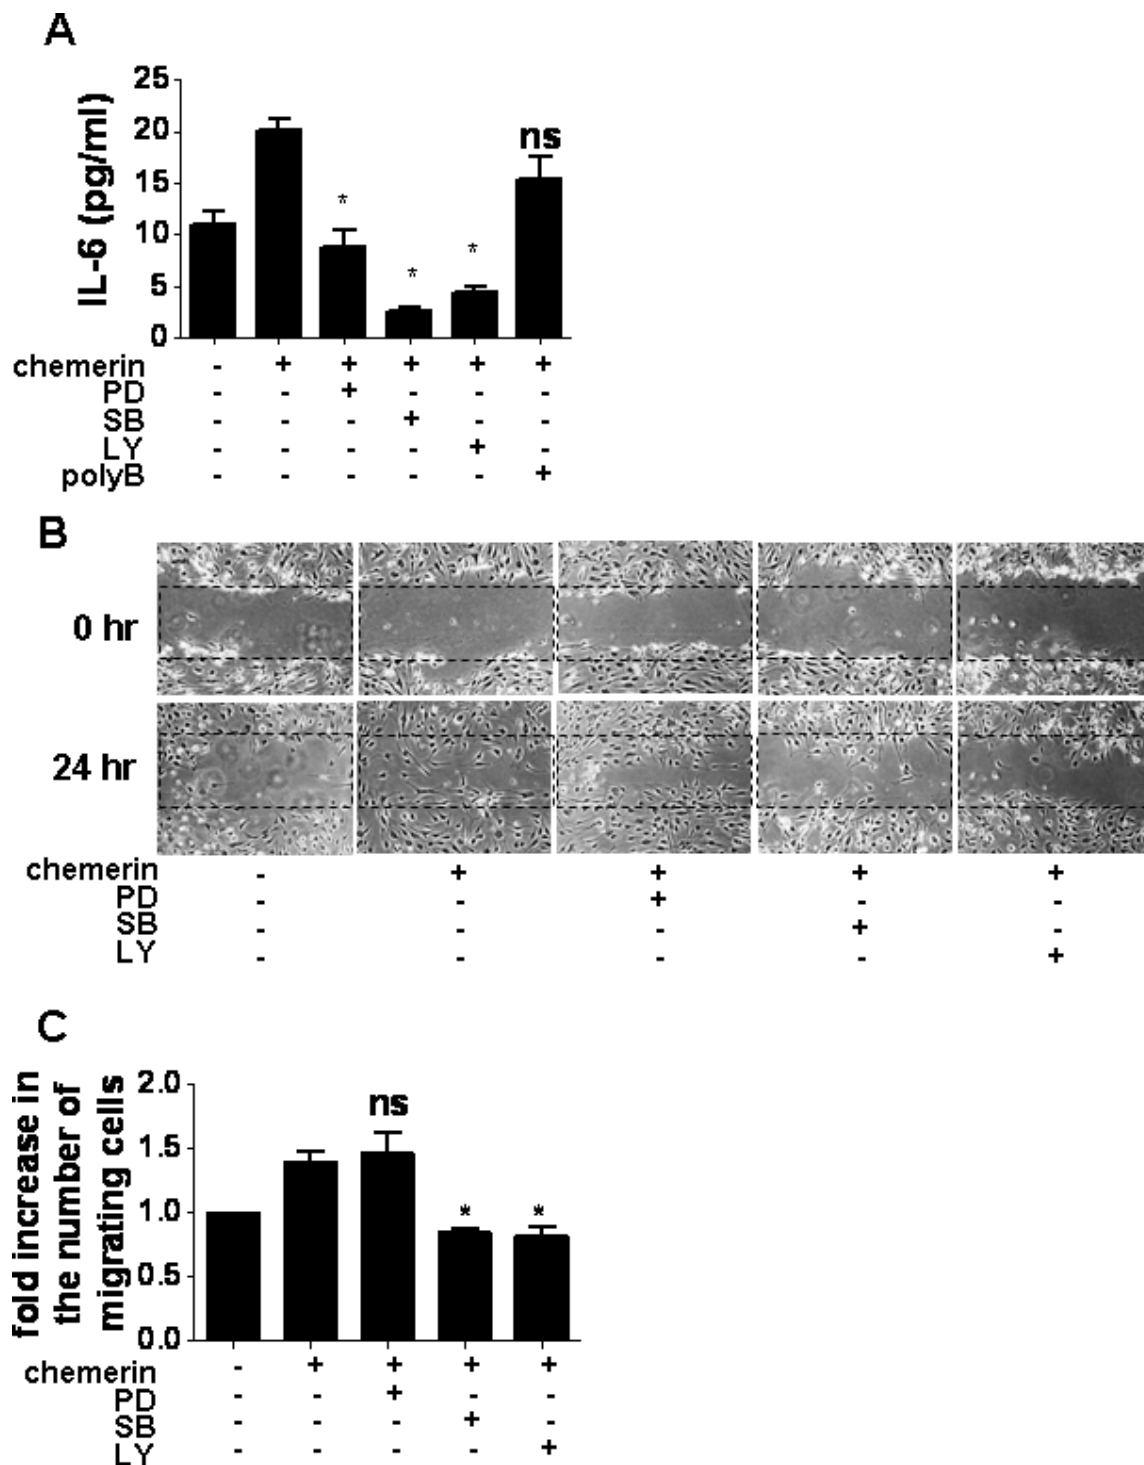 A
25
20
15
10
5
0
IL-6 (pg/ml)
* * * ns
chemerin - + + + + +
PD - - + - - -
SB - - - + - -
LY - - - - + -
polyB - - - - - +
B
0 hr
24 hr
chemerin - + + + +
PD - - + - -
SB - - - + -
LY - - - - +
C
fold increase in
the number of
migrating cells
2.0
1.5
1.0
0.5
0.0
ns * *
chemerin - + + + +
PD - - + - -
SB - - - + -
LY - - - - +